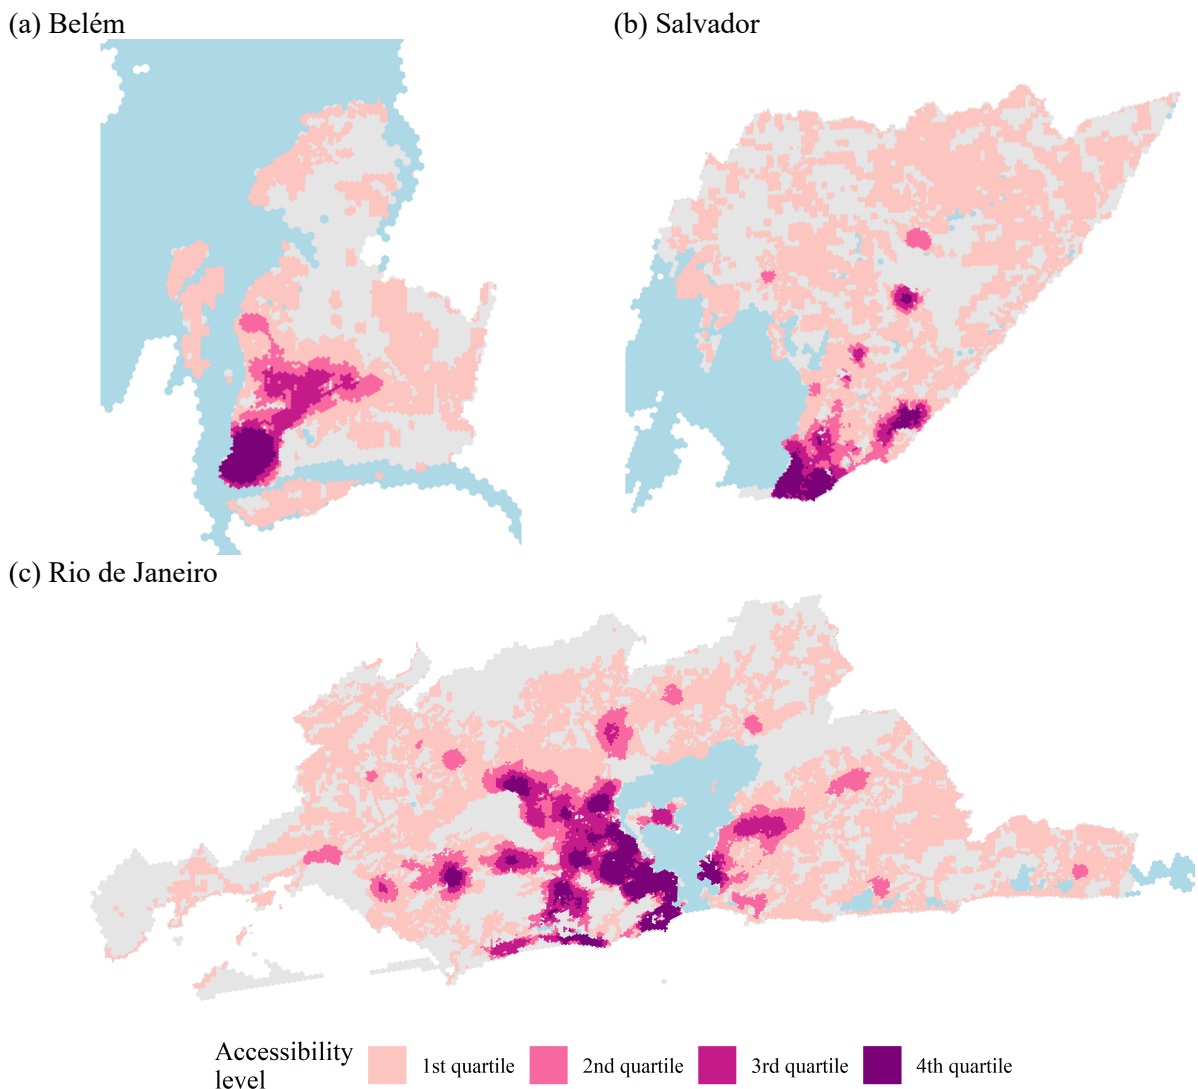 (a) Belém
(b) Salvador
(c) Rio de Janeiro
Accessibility
level
1st quartile
2nd quartile
3rd quartile
4th quartile